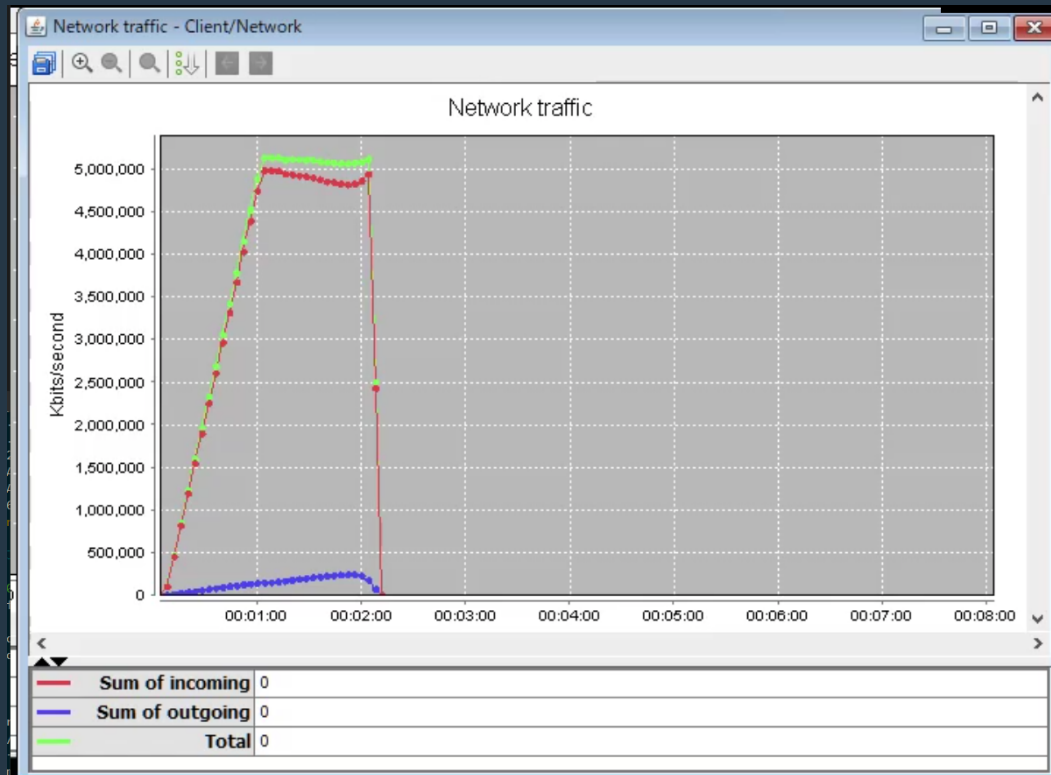 Network traffic - Client/Network
Network traffic
Kbits/second
5,000,000
4,500,000
4,000,000
3,500,000
3,000,000
2,500,000
2,000,000
1,500,000
1,000,000
500,000
0
00:01:00 00:02:00 00:03:00 00:04:00 00:05:00 00:06:00 00:07:00 00:08:00
Sum of incoming 0
Sum of outgoing 0
Total 0